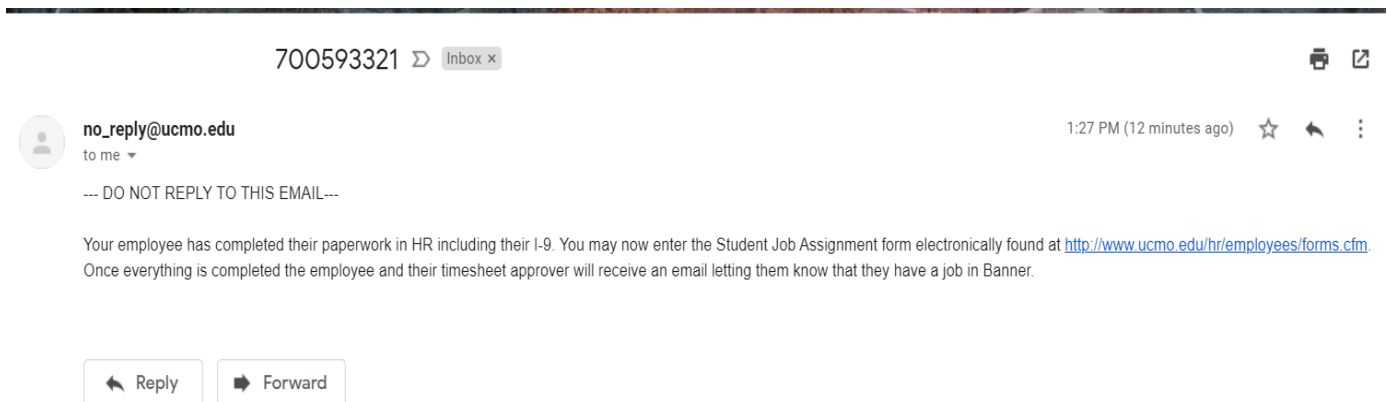 700593321 Inbox ×
no_reply@ucmo.edu 1:27 PM (12 minutes ago)
to me
--- DO NOT REPLY TO THIS EMAIL---
Your employee has completed their paperwork in HR including their I-9. You may now enter the Student Job Assignment form electronically found at http://www.ucmo.edu/hr/employees/forms.cfm.
Once everything is completed the employee and their timesheet approver will receive an email letting them know that they have a job in Banner.
Reply Forward